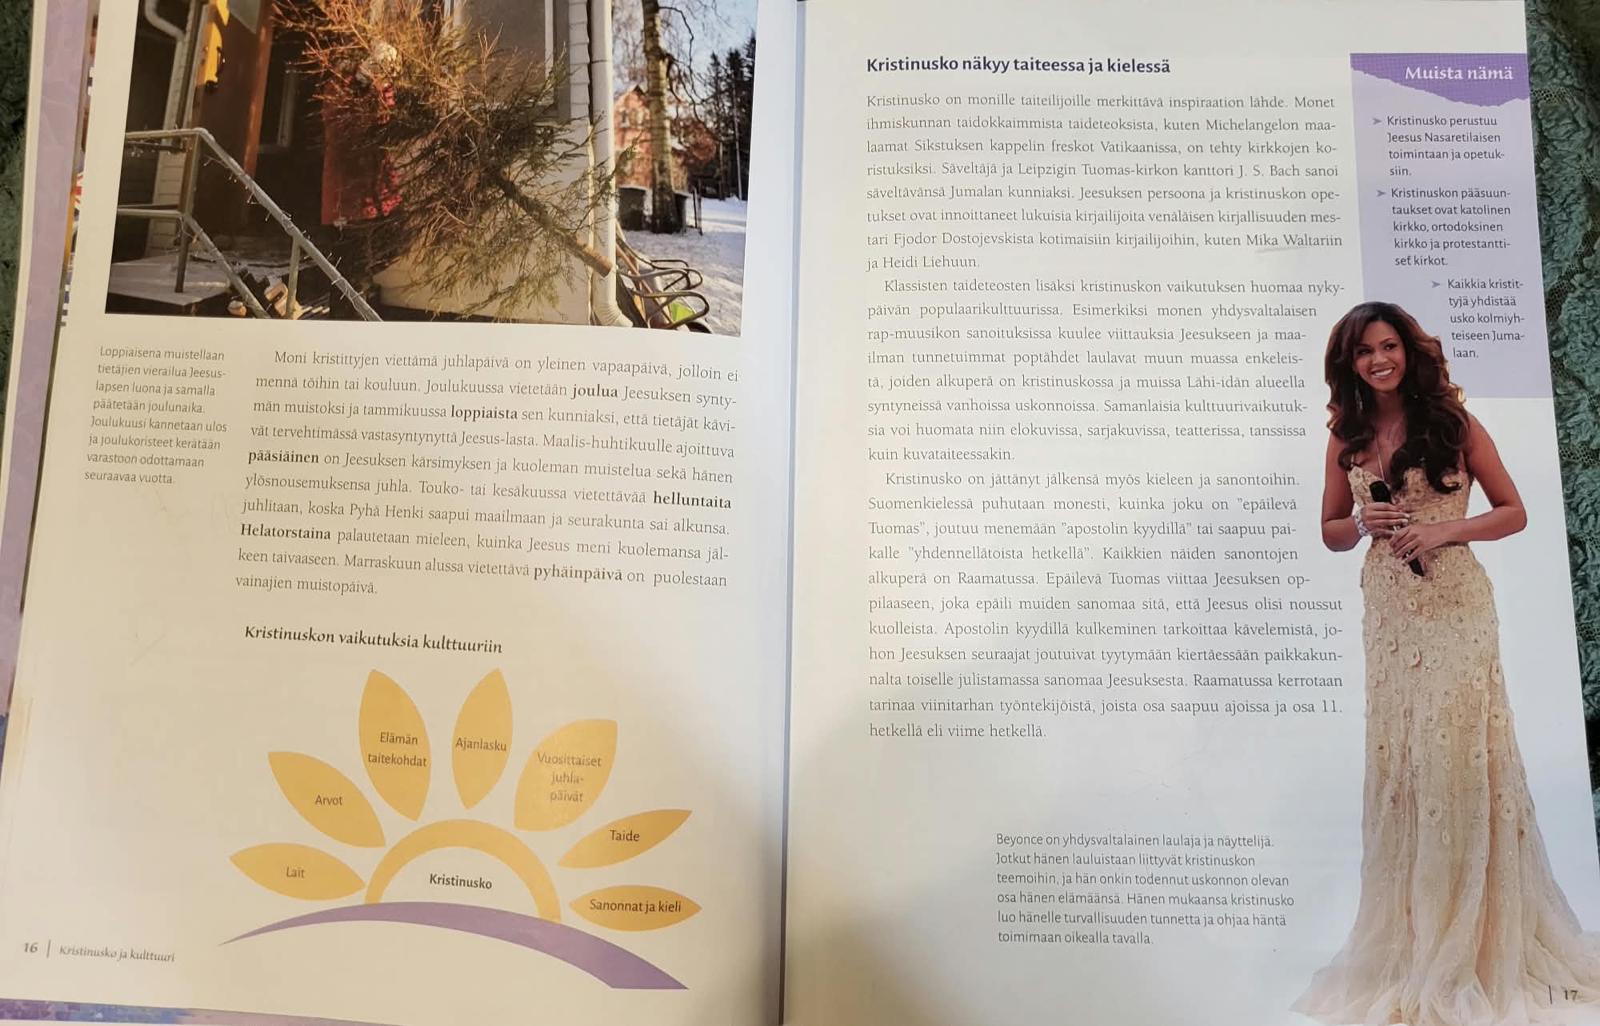 Loppiaisena muistellaan
tietäjien vierailua Jeesus-
lapsen luona ja samalla
päätetään joulunaika.
Joulukuusi kannetaan ulos
ja joulukoristeet kerätään
varastoon odottamaan
seuraavaa vuotta.
Moni kristittyjen viettämä juhlapäivä on yleinen vapaapäivä, jolloin ei
mennä töihin tai kouluun. Joulukuussa vietetään joulua Jeesuksen synty-
män muistoksi ja tammikuussa loppiaista sen kunniaksi, että tietäjät kävi-
vät tervehtimässä vastasyntynyttä Jeesus-lasta. Maalis-huhtikuulle ajoittuva
pääsiäinen on Jeesuksen kärsimyksen ja kuoleman muistelua sekä hänen
ylösnousemuksensa juhla. Touko- tai kesäkuussa vietettävää helluntaita
juhlitaan, koska Pyhä Henki saapui maailmaan ja seurakunta sai alkunsa.
Helatorstaina palautetaan mieleen, kuinka Jeesus meni kuolemansa jäl-
keen taivaaseen. Marraskuun alussa vietettävä pyhäinpäivä on puolestaan
vainajien muistopäivä.
Kristinuskon vaikutuksia kulttuuriin
Lait
Arvot
Elämän
taitekohdat
Ajanlasku
Vuosittaiset
juhla-
päivät
Taide
Sanonnat ja kieli
Kristinusko
16 | Kristinusko ja kulttuuri
Kristinusko näkyy taiteessa ja kielessä
Kristinusko on monille taiteilijoille merkittävä inspiraation lähde. Monet
ihmiskunnan taidokkaimmista taideteoksista, kuten Michelangelon maa-
laamat Sikstuksen kappelin freskot Vatikaanissa, on tehty kirkkojen ko-
ristuksiksi. Säveltäjä ja Leipzigin Tuomas-kirkon kanttori J. S. Bach sanoi
säveltävänsä Jumalan kunniaksi. Jeesuksen persoona ja kristinuskon ope-
tukset ovat innoittaneet lukuisia kirjailijoita venäläisen kirjallisuuden mes-
tari Fjodor Dostojevskista kotimaisiin kirjailijoihin, kuten Mika Waltariin
ja Heidi Liehuun.
Klassisten taideteosten lisäksi kristinuskon vaikutuksen huomaa nyky-
päivän populaarikulttuurissa. Esimerkiksi monen yhdysvaltalaisen
rap-muusikon sanoituksissa kuulee viittauksia Jeesukseen ja maa-
ilman tunnetuimmat poptähdet laulavat muun muassa enkeleis-
tä, joiden alkuperä on kristinuskossa ja muissa Lähi-idän alueella
syntyneissä vanhoissa uskonnoissa. Samanlaisia kulttuurivaikutuk-
sia voi huomata niin elokuvissa, sarjakuvissa, teatterissa, tanssissa
kuin kuvataiteessakin.
Kristinusko on jättänyt jälkensä myös kieleen ja sanontoihin.
Suomenkielessä puhutaan monesti, kuinka joku on "epäilevä
Tuomas", joutuu menemään "apostolin kyydillä" tai saapuu pai-
kalle "yhdennellätoista hetkellä". Kaikkien näiden sanontojen
alkuperä on Raamatussa. Epäilevä Tuomas viittaa Jeesuksen op-
pilaaseen, joka epäili muiden sanomaa siitä, että Jeesus olisi noussut
kuolleista. Apostolin kyydillä kulkeminen tarkoittaa kävelemistä, jo-
hon Jeesuksen seuraajat joutuivat tyytymään kiertäessään paikkakun-
nalta toiselle julistamassa sanomaa Jeesuksesta. Raamatussa kerrotaan
tarinaa viinitarhan työntekijöistä, joista osa saapuu ajoissa ja osa 11.
hetkellä eli viime hetkellä.
Muista nämä
➤ Kristinusko perustuu
Jeesus Nasaretilaisen
toimintaan ja opetuk-
siin.
➤ Kristinuskon pääsuun-
taukset ovat katolinen
kirkko, ortodoksinen
kirkko ja protestantti-
set kirkot.
➤ Kaikkia kristit-
tyjä yhdistää
usko kolmiyh-
teiseen Juma-
laan.
Beyonce on yhdysvaltalainen laulaja ja näyttelijä.
Jotkut hänen lauluistaan liittyvät kristinuskon
teemoihin, ja hän onkin todennut uskonnon olevan
osa hänen elämäänsä. Hänen mukaansa kristinusko
luo hänelle turvallisuuden tunnetta ja ohjaa häntä
toimimaan oikealla tavalla.
| 17